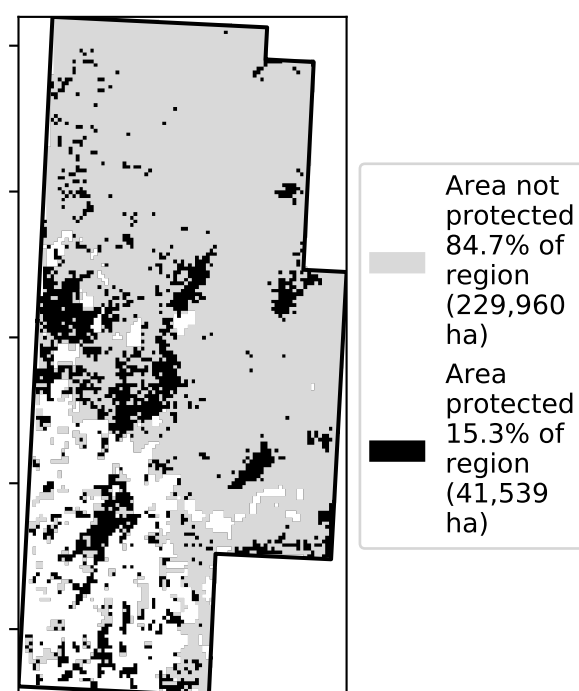 Area not
protected
84.7% of
region
(229,960
ha)
Area
protected
15.3% of
region
(41,539
ha)